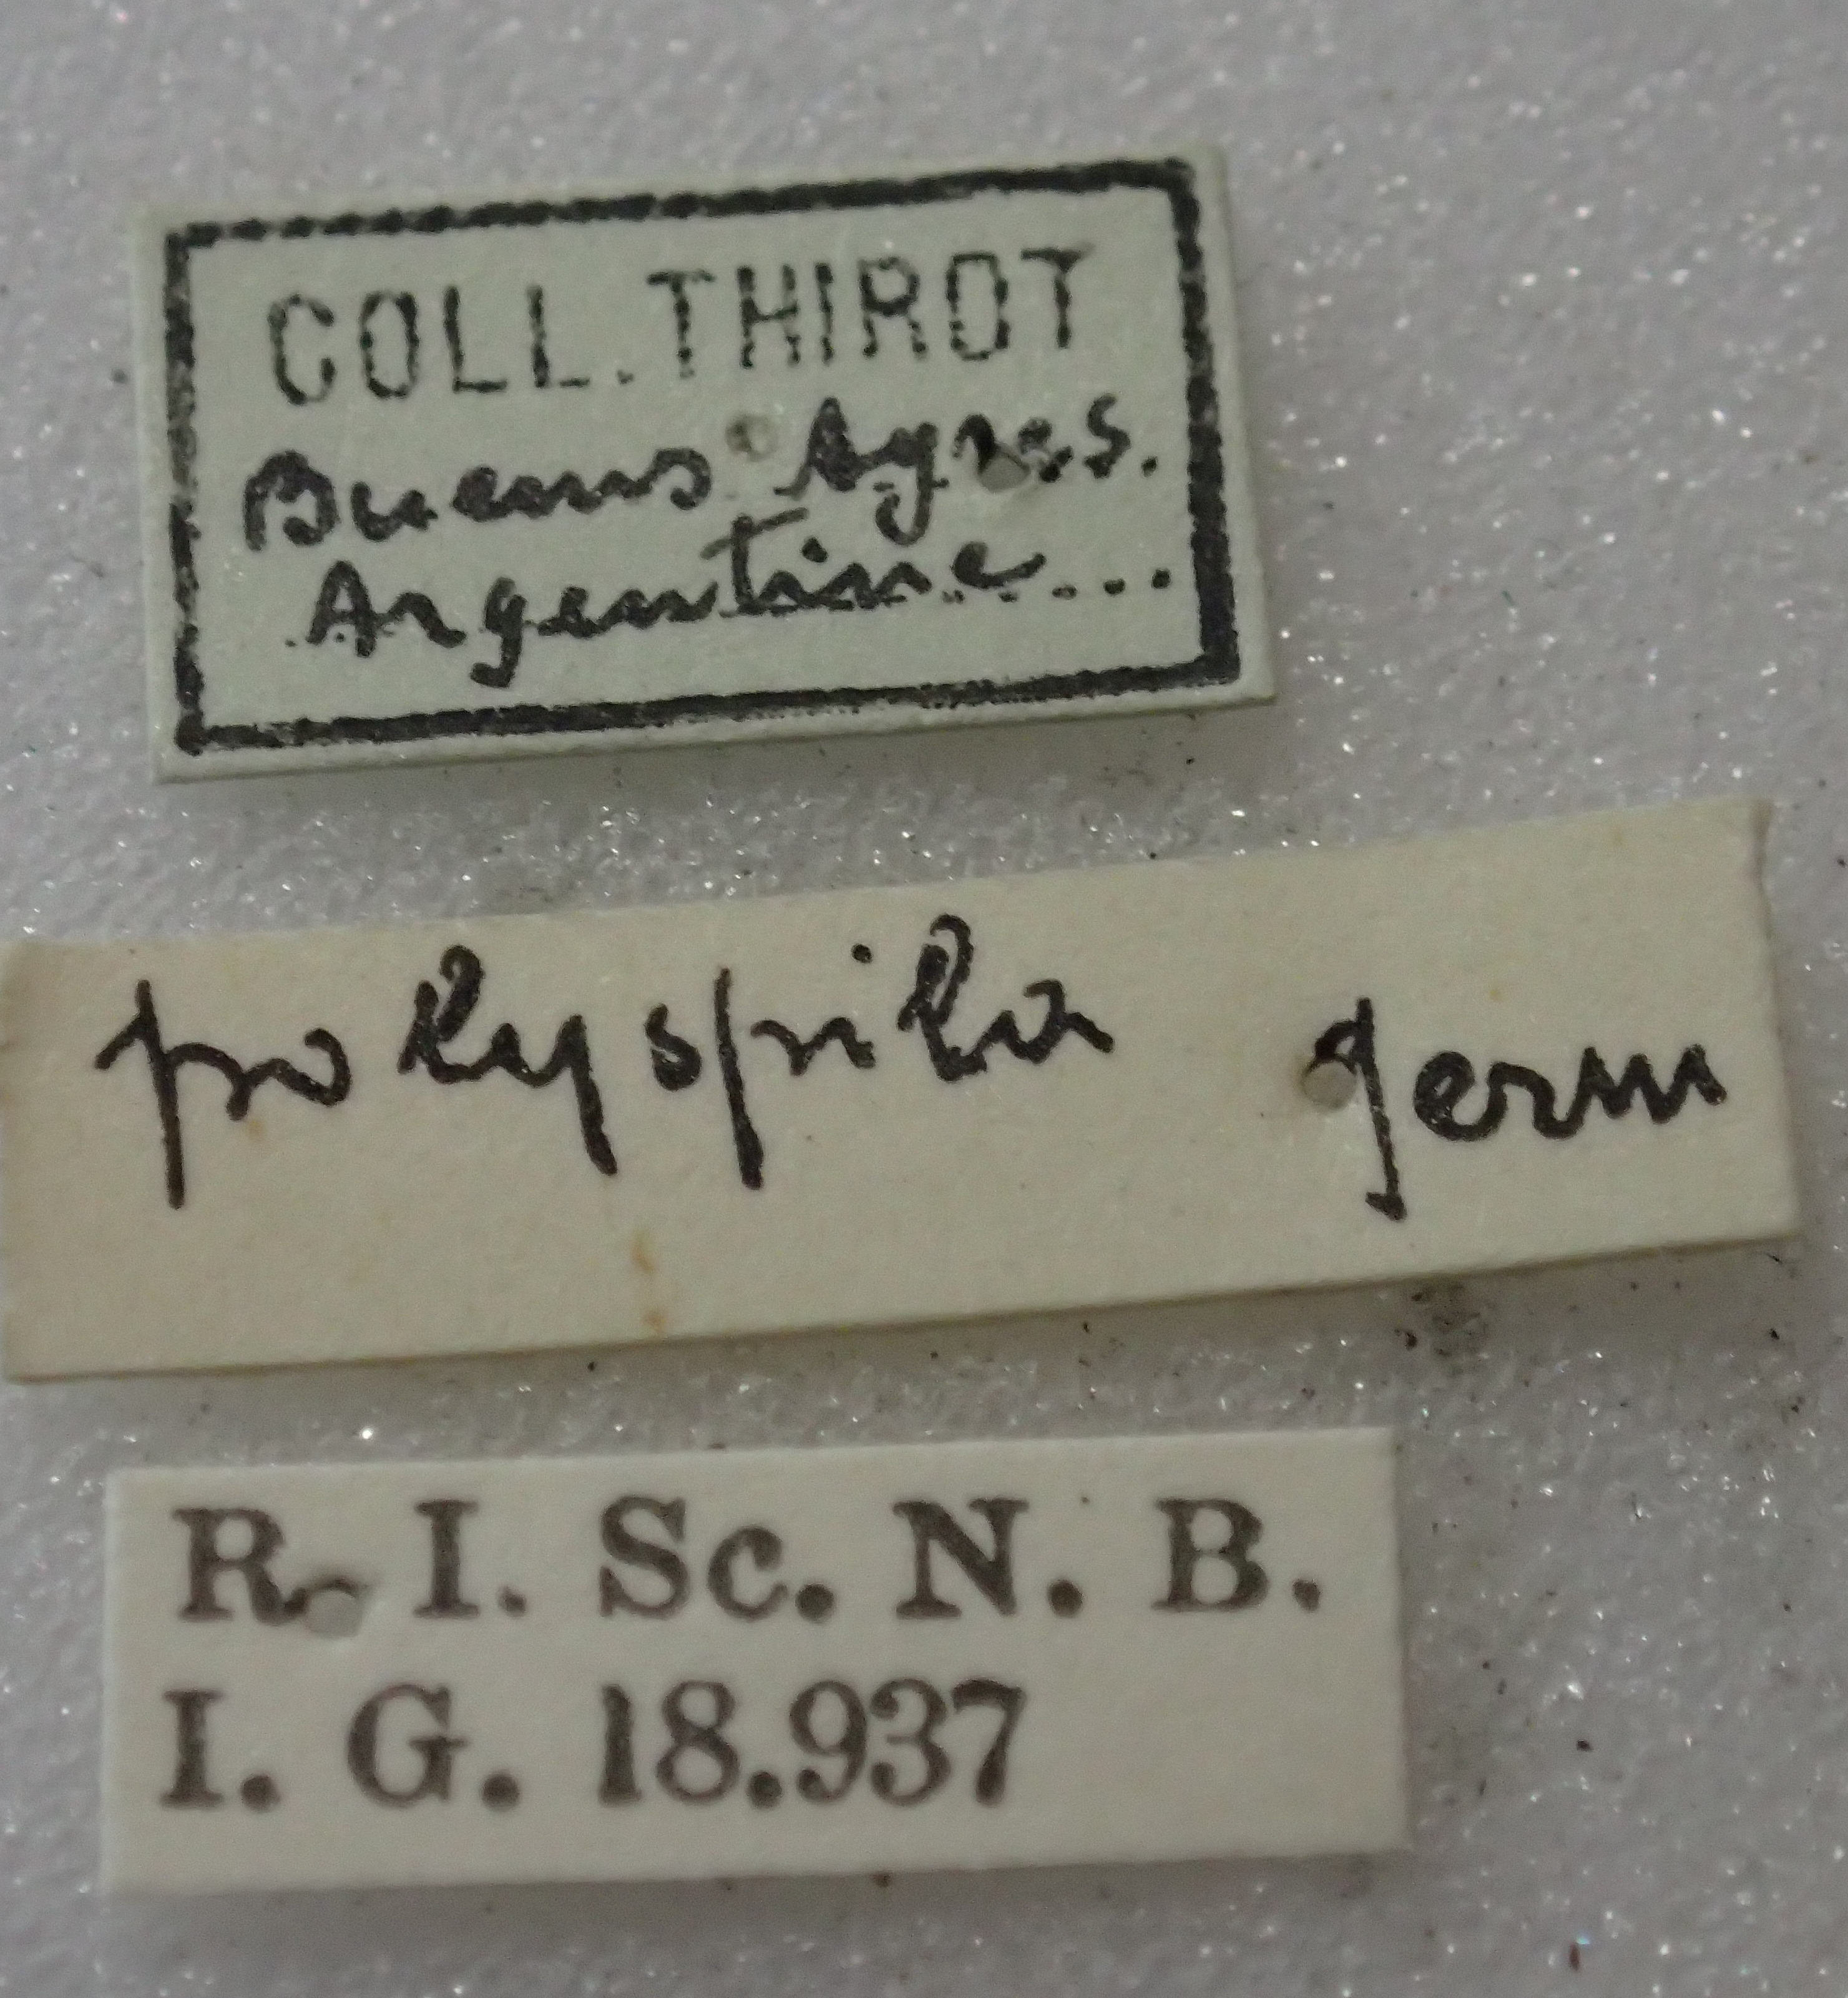 COLL. THIROT
Buenos Ayres.
Argentine...
polyspila germ
R. I. Sc. N. B.
I. G. 18.937